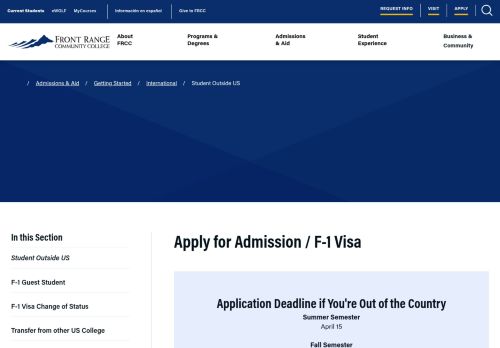 Current Students eWOLF MyCourses Información en español Give to FRCC REQUEST INFO VISIT APPLY
FRONT RANGE
COMMUNITY COLLEGE
About
FRCC
Programs &
Degrees
Admissions
& Aid
Student
Experience
Business &
Community
/ Admissions & Aid / Getting Started / International / Student Outside US
In this Section
Student Outside US
F-1 Guest Student
F-1 Visa Change of Status
Transfer from other US College
Apply for Admission / F-1 Visa
Application Deadline if You're Out of the Country
Summer Semester
April 15
Fall Semester